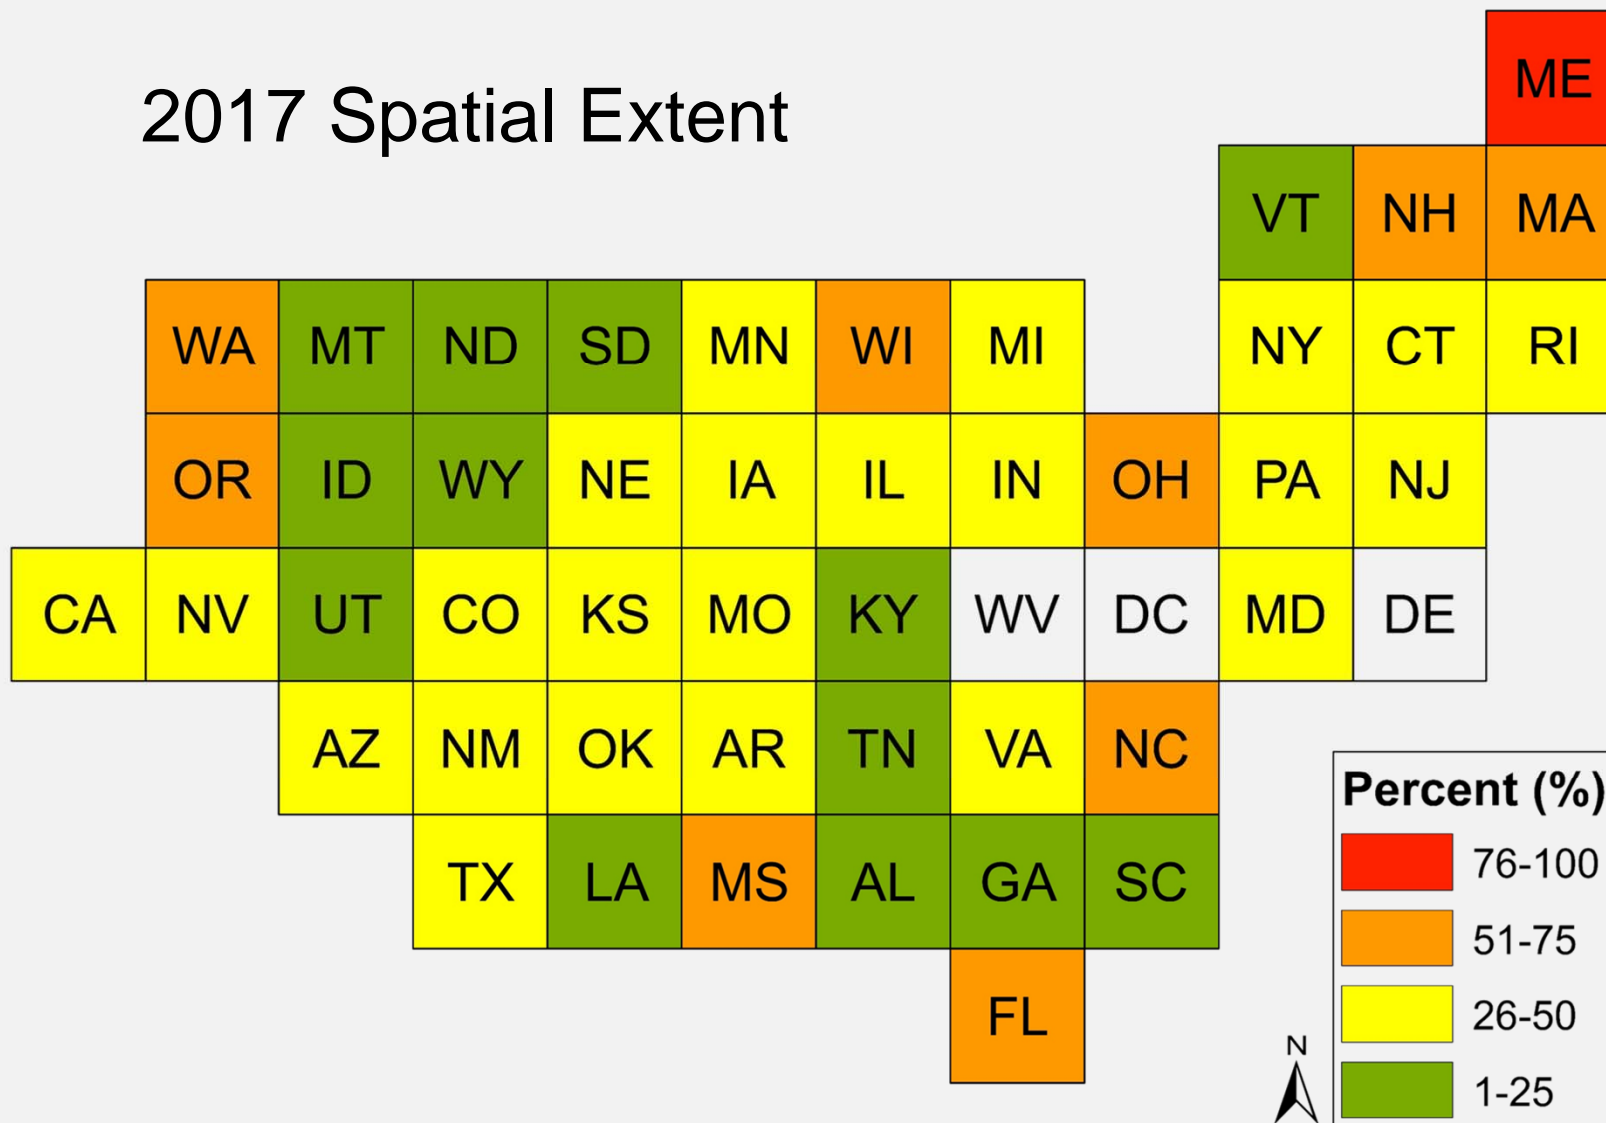 ME
2017 Spatial Extent
VT NH MA
WA MT ND SD MN WI MI NY CT RI
OR ID WY NE IA IL IN OH PA NJ
CA NV UT CO KS MO KY WV DC MD DE
AZ NM OK AR TN VA NC
TX LA MS AL GA SC
FL
Percent (%)
76-100
51-75
26-50
1-25
N